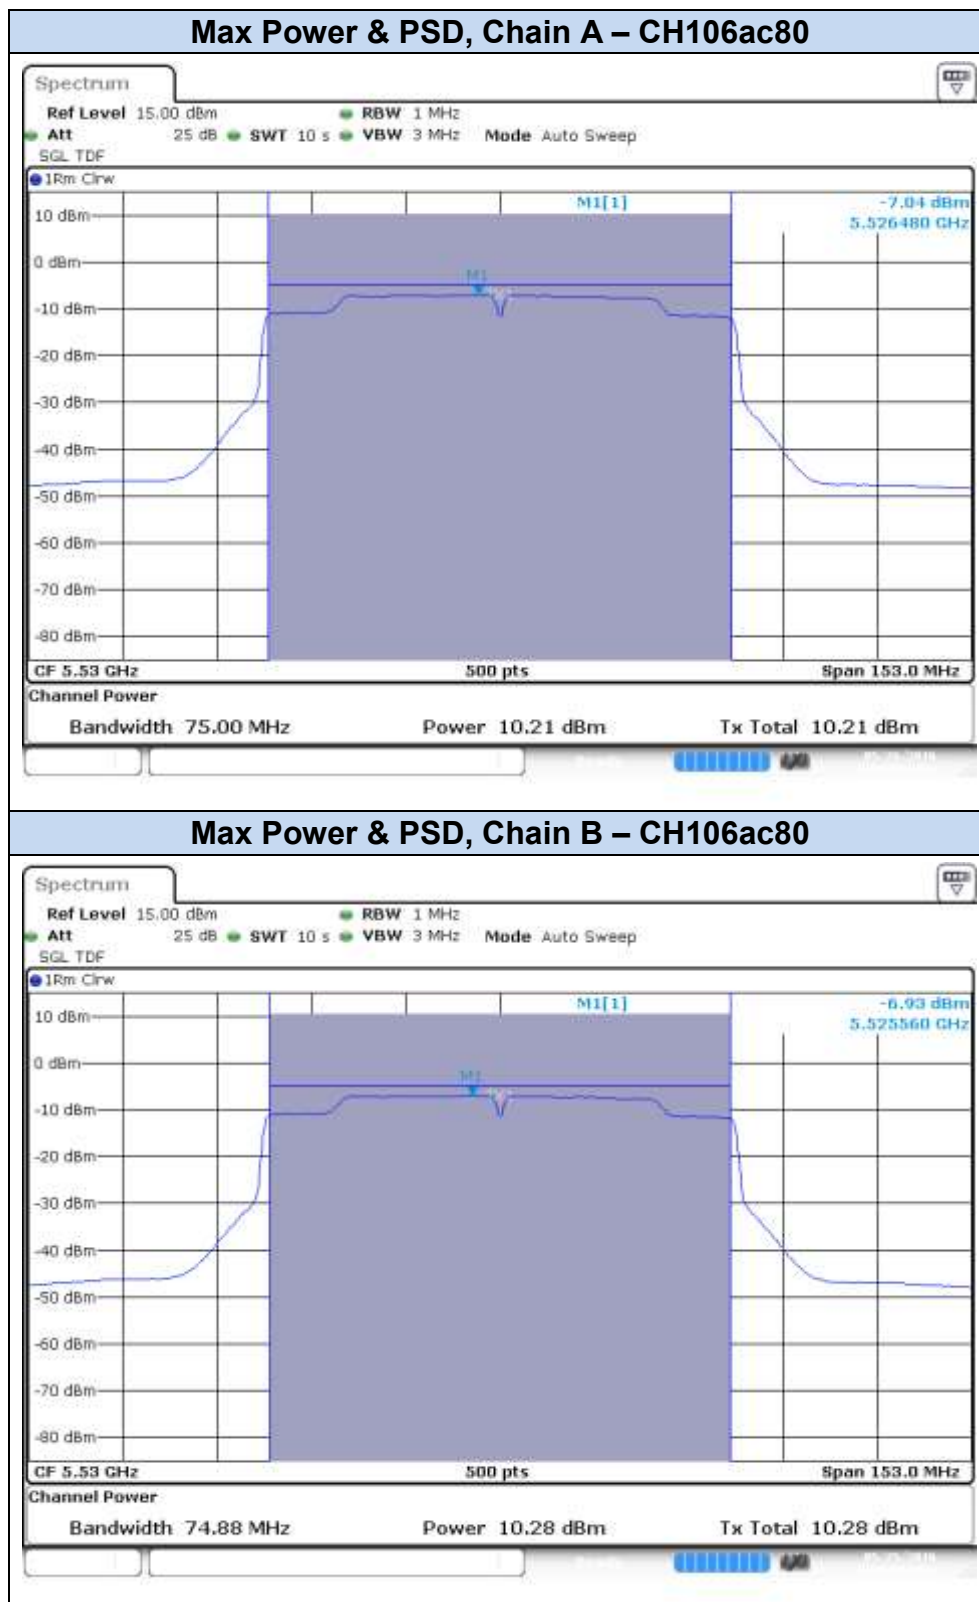 Max Power & PSD, Chain A – CH106ac80
Spectrum
Ref Level 15.00 dBm RBW 1 MHz
Att 25 dB SWT 10 s VBW 3 MHz Mode Auto Sweep
SGL TDF
1Rm Clrw
M1[1] -7.04 dBm
10 dBm
5.526480 GHz
0 dBm
M1
-10 dBm
-20 dBm
-30 dBm
-40 dBm
-50 dBm
-60 dBm
-70 dBm
-80 dBm
CF 5.53 GHz 500 pts Span 153.0 MHz
Channel Power
Bandwidth 75.00 MHz Power 10.21 dBm Tx Total 10.21 dBm
Max Power & PSD, Chain B – CH106ac80
Spectrum
Ref Level 15.00 dBm RBW 1 MHz
Att 25 dB SWT 10 s VBW 3 MHz Mode Auto Sweep
SGL TDF
1Rm Clrw
M1[1] -6.93 dBm
10 dBm
5.525560 GHz
0 dBm
M1
-10 dBm
-20 dBm
-30 dBm
-40 dBm
-50 dBm
-60 dBm
-70 dBm
-80 dBm
CF 5.53 GHz 500 pts Span 153.0 MHz
Channel Power
Bandwidth 74.88 MHz Power 10.28 dBm Tx Total 10.28 dBm